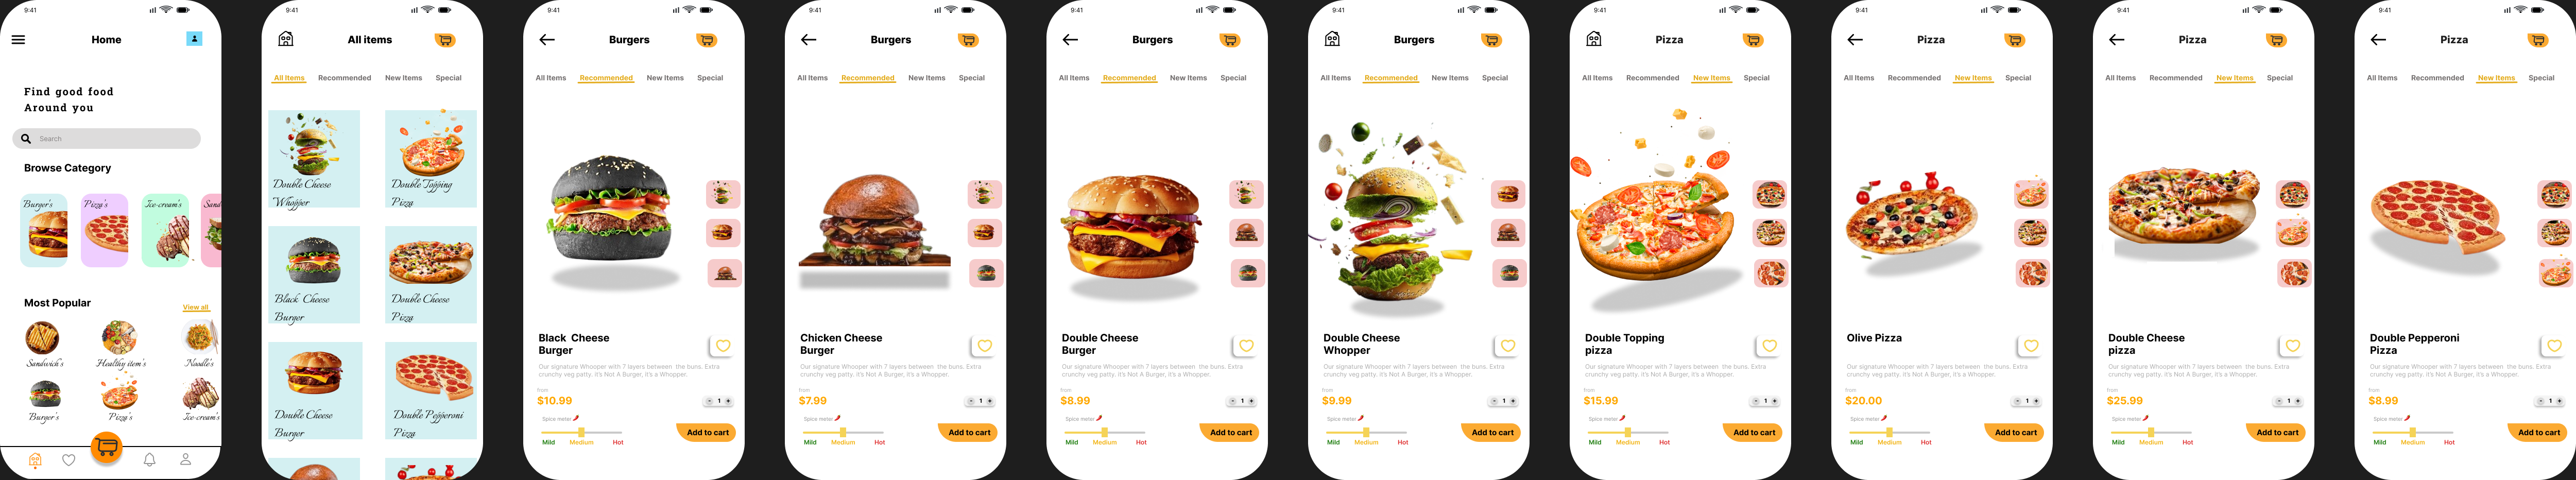 9:41
Home
Find good food
Around you
Search
Browse Category
Burger's
Pizza's
Ice-cream's
Sand
Most Popular
View all
Sandwich's
Healthy item's
Noodle's
Burger's
Pizza's
Ice-cream's
9:41
All items
All Items Recommended New Items Special
Double Cheese
Whopper
Double Topping
Pizza
Black Cheese
Burger
Double Cheese
Pizza
Double Cheese
Burger
Double Pepperoni
Pizza
9:41
Burgers
All Items Recommended New Items Special
Black Cheese
Burger
Our signature Whooper with 7 layers between the buns. Extra
crunchy veg patty. it's Not A Burger, it's a Whopper.
from
$10.99
- 1 +
Spice meter
Mild Medium Hot
Add to cart
9:41
Burgers
All Items Recommended New Items Special
Chicken Cheese
Burger
Our signature Whooper with 7 layers between the buns. Extra
crunchy veg patty. it's Not A Burger, it's a Whopper.
from
$7.99
- 1 +
Spice meter
Mild Medium Hot
Add to cart
9:41
Burgers
All Items Recommended New Items Special
Double Cheese
Burger
Our signature Whooper with 7 layers between the buns. Extra
crunchy veg patty. it's Not A Burger, it's a Whopper.
from
$8.99
- 1 +
Spice meter
Mild Medium Hot
Add to cart
9:41
Burgers
All Items Recommended New Items Special
Double Cheese
Whopper
Our signature Whooper with 7 layers between the buns. Extra
crunchy veg patty. it's Not A Burger, it's a Whopper.
from
$9.99
- 1 +
Spice meter
Mild Medium Hot
Add to cart
9:41
Pizza
All Items Recommended New Items Special
Double Topping
pizza
Our signature Whooper with 7 layers between the buns. Extra
crunchy veg patty. it's Not A Burger, it's a Whopper.
from
$15.99
- 1 +
Spice meter
Mild Medium Hot
Add to cart
9:41
Pizza
All Items Recommended New Items Special
Olive Pizza
Our signature Whooper with 7 layers between the buns. Extra
crunchy veg patty. it's Not A Burger, it's a Whopper.
from
$20.00
- 1 +
Spice meter
Mild Medium Hot
Add to cart
9:41
Pizza
All Items Recommended New Items Special
Double Cheese
pizza
Our signature Whooper with 7 layers between the buns. Extra
crunchy veg patty. it's Not A Burger, it's a Whopper.
from
$25.99
- 1 +
Spice meter
Mild Medium Hot
Add to cart
9:41
Pizza
All Items Recommended New Items Special
Double Pepperoni
Pizza
Our signature Whooper with 7 layers between the buns. Extra
crunchy veg patty. it's Not A Burger, it's a Whopper.
from
$8.99
- 1 +
Spice meter
Mild Medium Hot
Add to cart